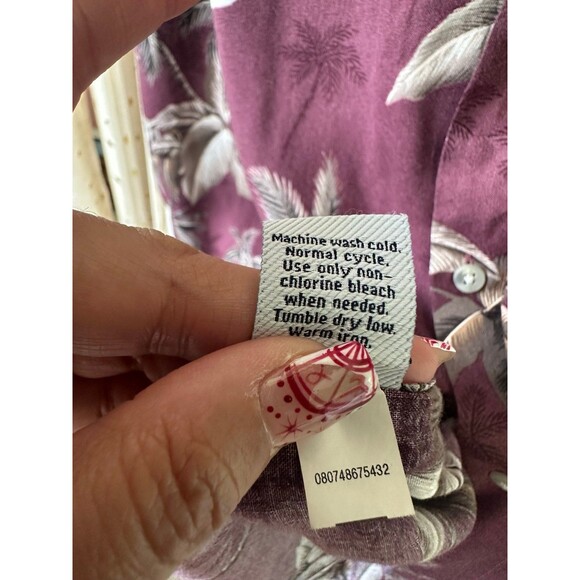 Machine wash cold.
Normal cycle.
Use only non-
chlorine bleach
when needed.
Tumble dry low.
Warm iron.
080748675432